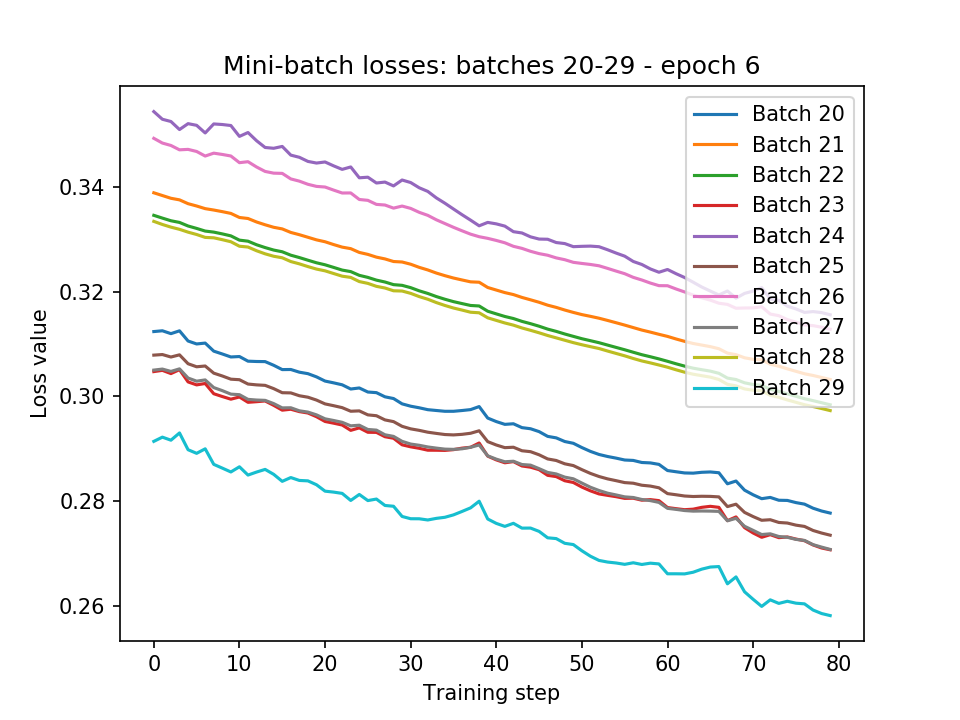 Mini-batch losses: batches 20-29 - epoch 6
Loss value
0.34
0.32
0.30
0.28
0.26
Batch 20
Batch 21
Batch 22
Batch 23
Batch 24
Batch 25
Batch 26
Batch 27
Batch 28
Batch 29
0 10 20 30 40 50 60 70 80
Training step